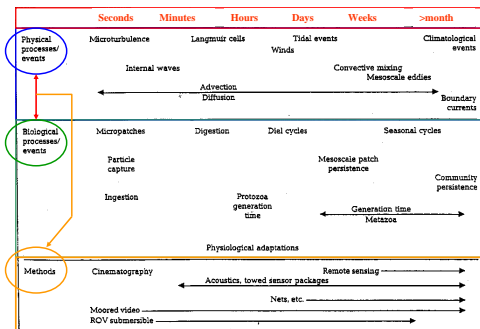 Seconds Minutes Hours Days Weeks >month
Physical processes/ events
Microturbulence Langmuir cells Tidal events Climatological events
Winds
Internal waves Convective mixing
Mesoscale eddies
Advection
Diffusion
Boundary currents
Biological processes/ events
Micropatches Digestion Diel cycles Seasonal cycles
Particle capture
Mesoscale patch persistence
Community persistence
Ingestion
Protozoa generation time
Generation time
Metazoa
Physiological adaptations
Methods
Cinematography
Remote sensing
Acoustics, towed sensor packages
Nets, etc.
Moored video
ROV submersible